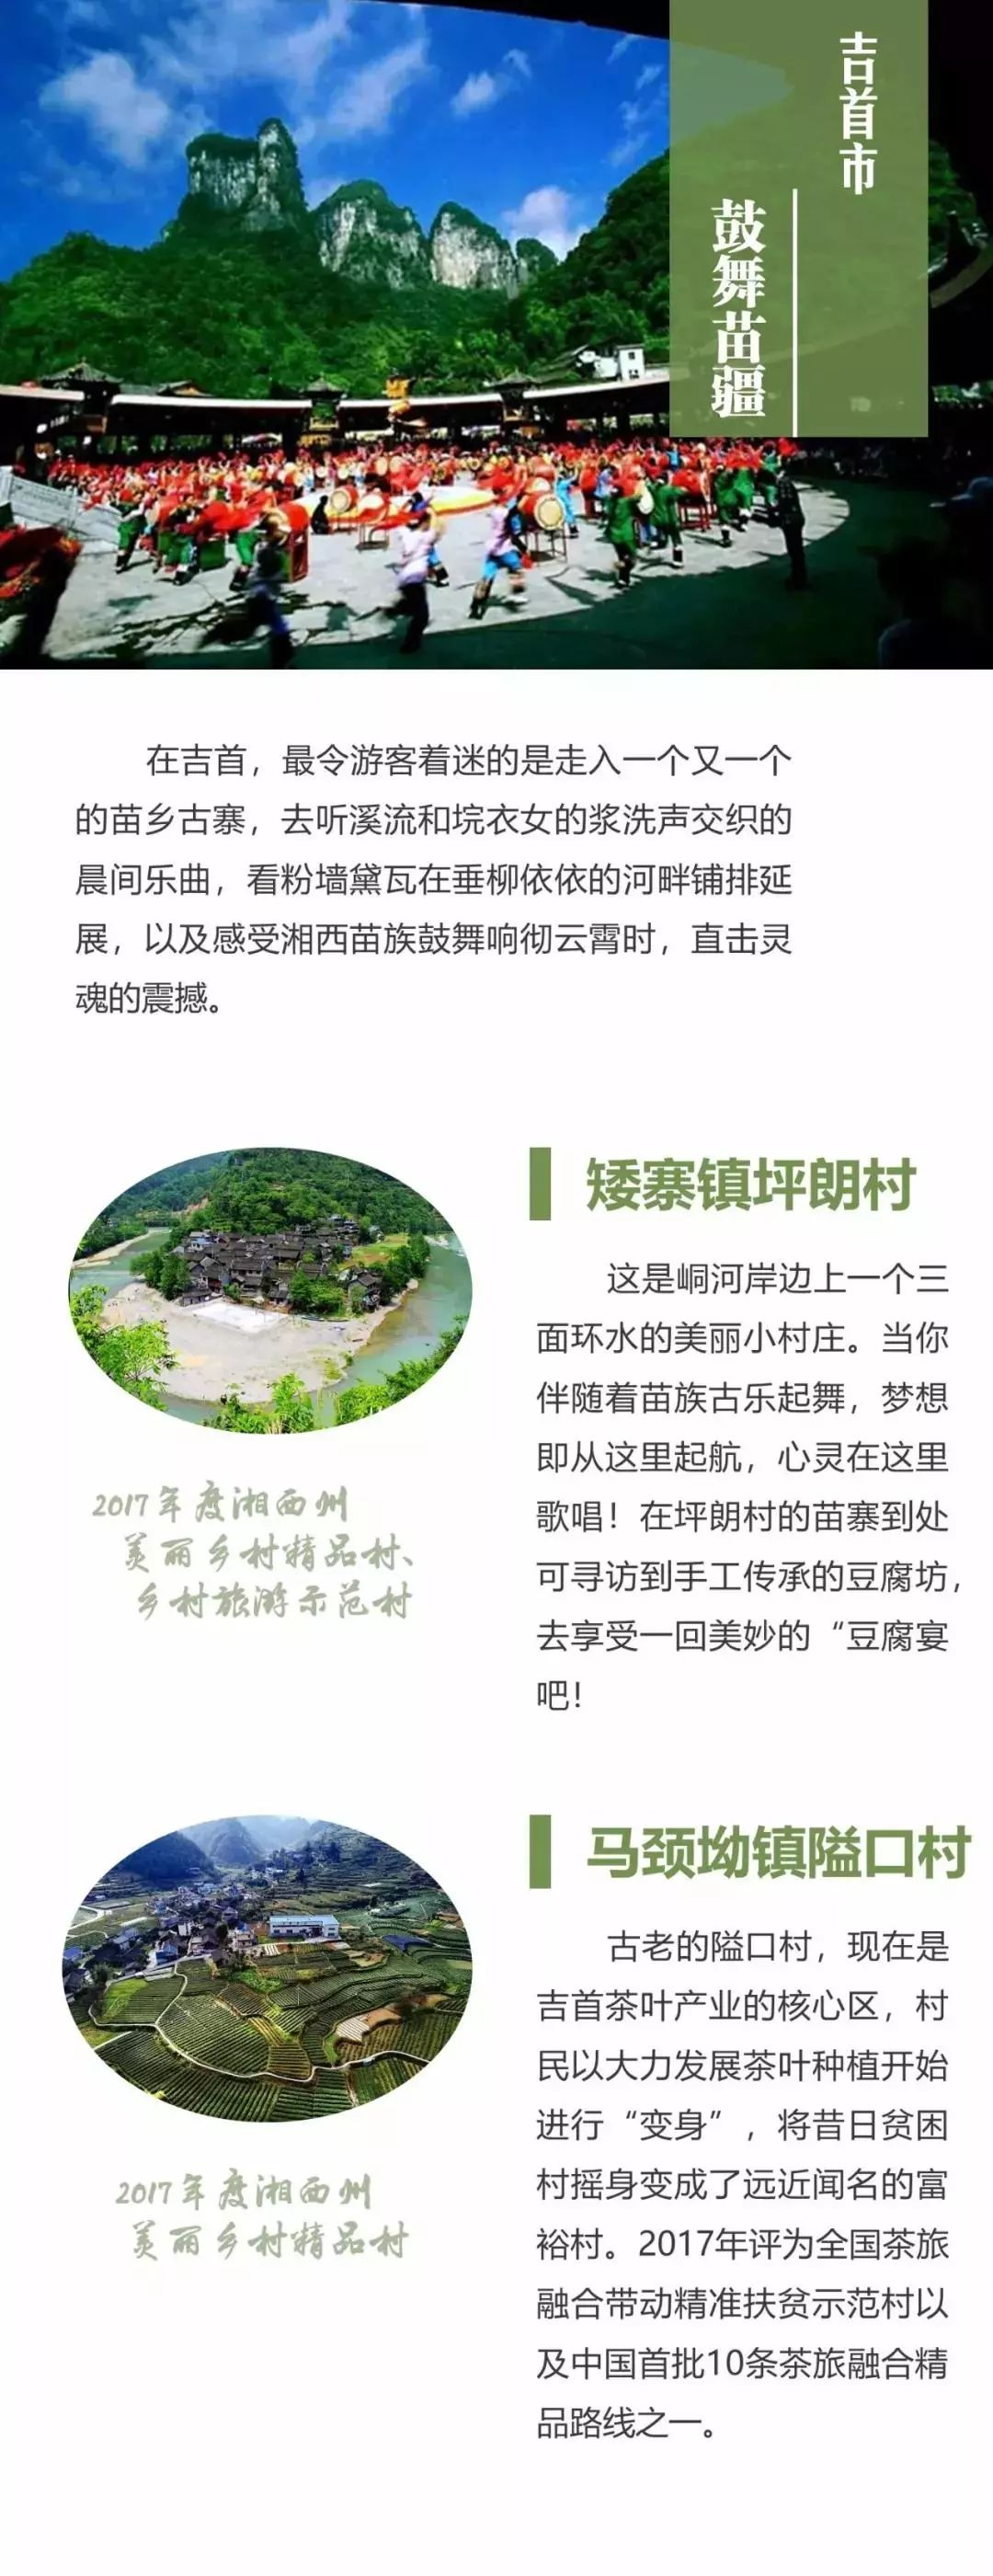 吉首市
鼓舞苗疆
在吉首，最令游客着迷的是走入一个又一个
的苗乡古寨，去听溪流和垸衣女的浆洗声交织的
晨间乐曲，看粉墙黛瓦在垂柳依依的河畔铺排延
展，以及感受湘西苗族鼓舞响彻云霄时，直击灵
魂的震撼。
矮寨镇坪朗村
这是峒河岸边上一个三
面环水的美丽小村庄。当你
伴随着苗族古乐起舞，梦想
即从这里起航，心灵在这里
歌唱！在坪朗村的苗寨到处
可寻访到手工传承的豆腐坊，
去享受一回美妙的“豆腐宴
吧！
2017年度湘西州
美丽乡村精品村、
乡村旅游示范村
马颈坳镇隘口村
古老的隘口村，现在是
吉首茶叶产业的核心区，村
民以大力发展茶叶种植开始
进行“变身”，将昔日贫困
村摇身变成了远近闻名的富
裕村。2017年评为全国茶旅
融合带动精准扶贫示范村以
及中国首批10条茶旅融合精
品路线之一。
2017年度湘西州
美丽乡村精品村